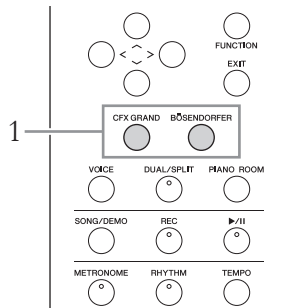 FUNCTION
EXIT
CFX GRAND BÖSENDORFER
1
VOICE DUAL/SPLIT PIANO ROOM
SONG/DEMO REC ▶/II
METRONOME RHYTHM TEMPO